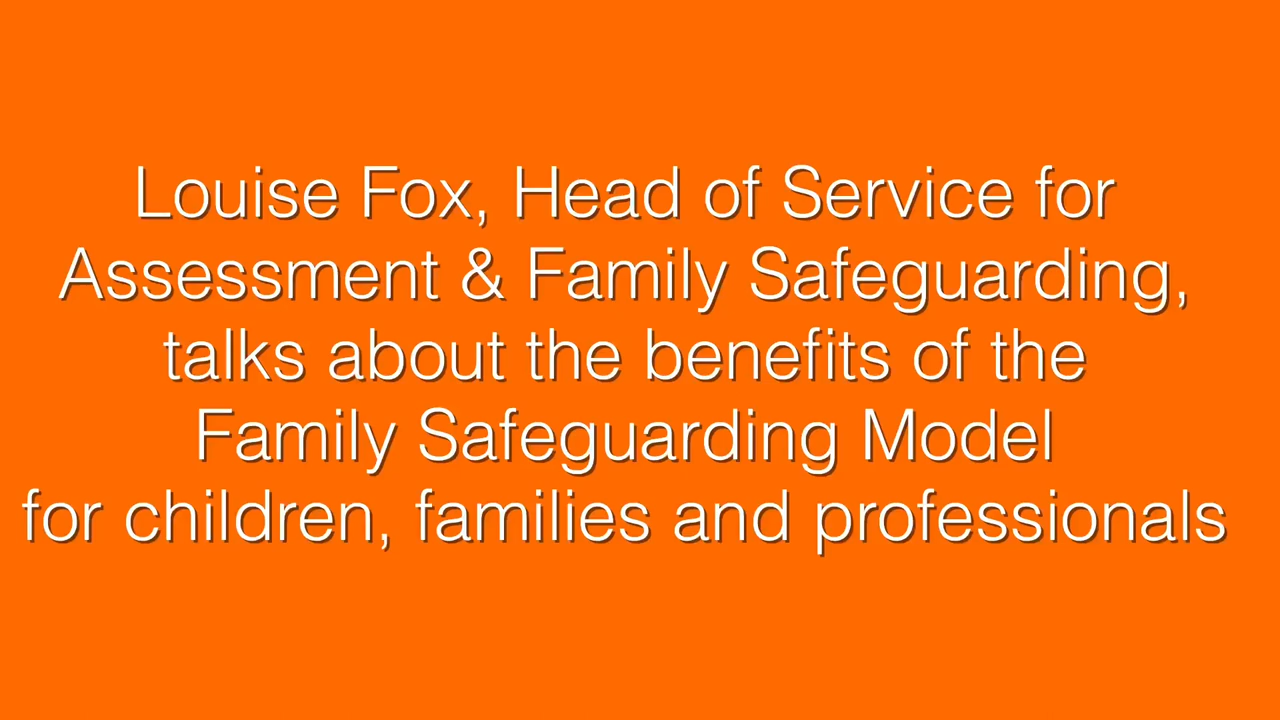 Louise Fox, Head of Service for
Assessment & Family Safeguarding,
talks about the benefits of the
Family Safeguarding Model
for children, families and professionals